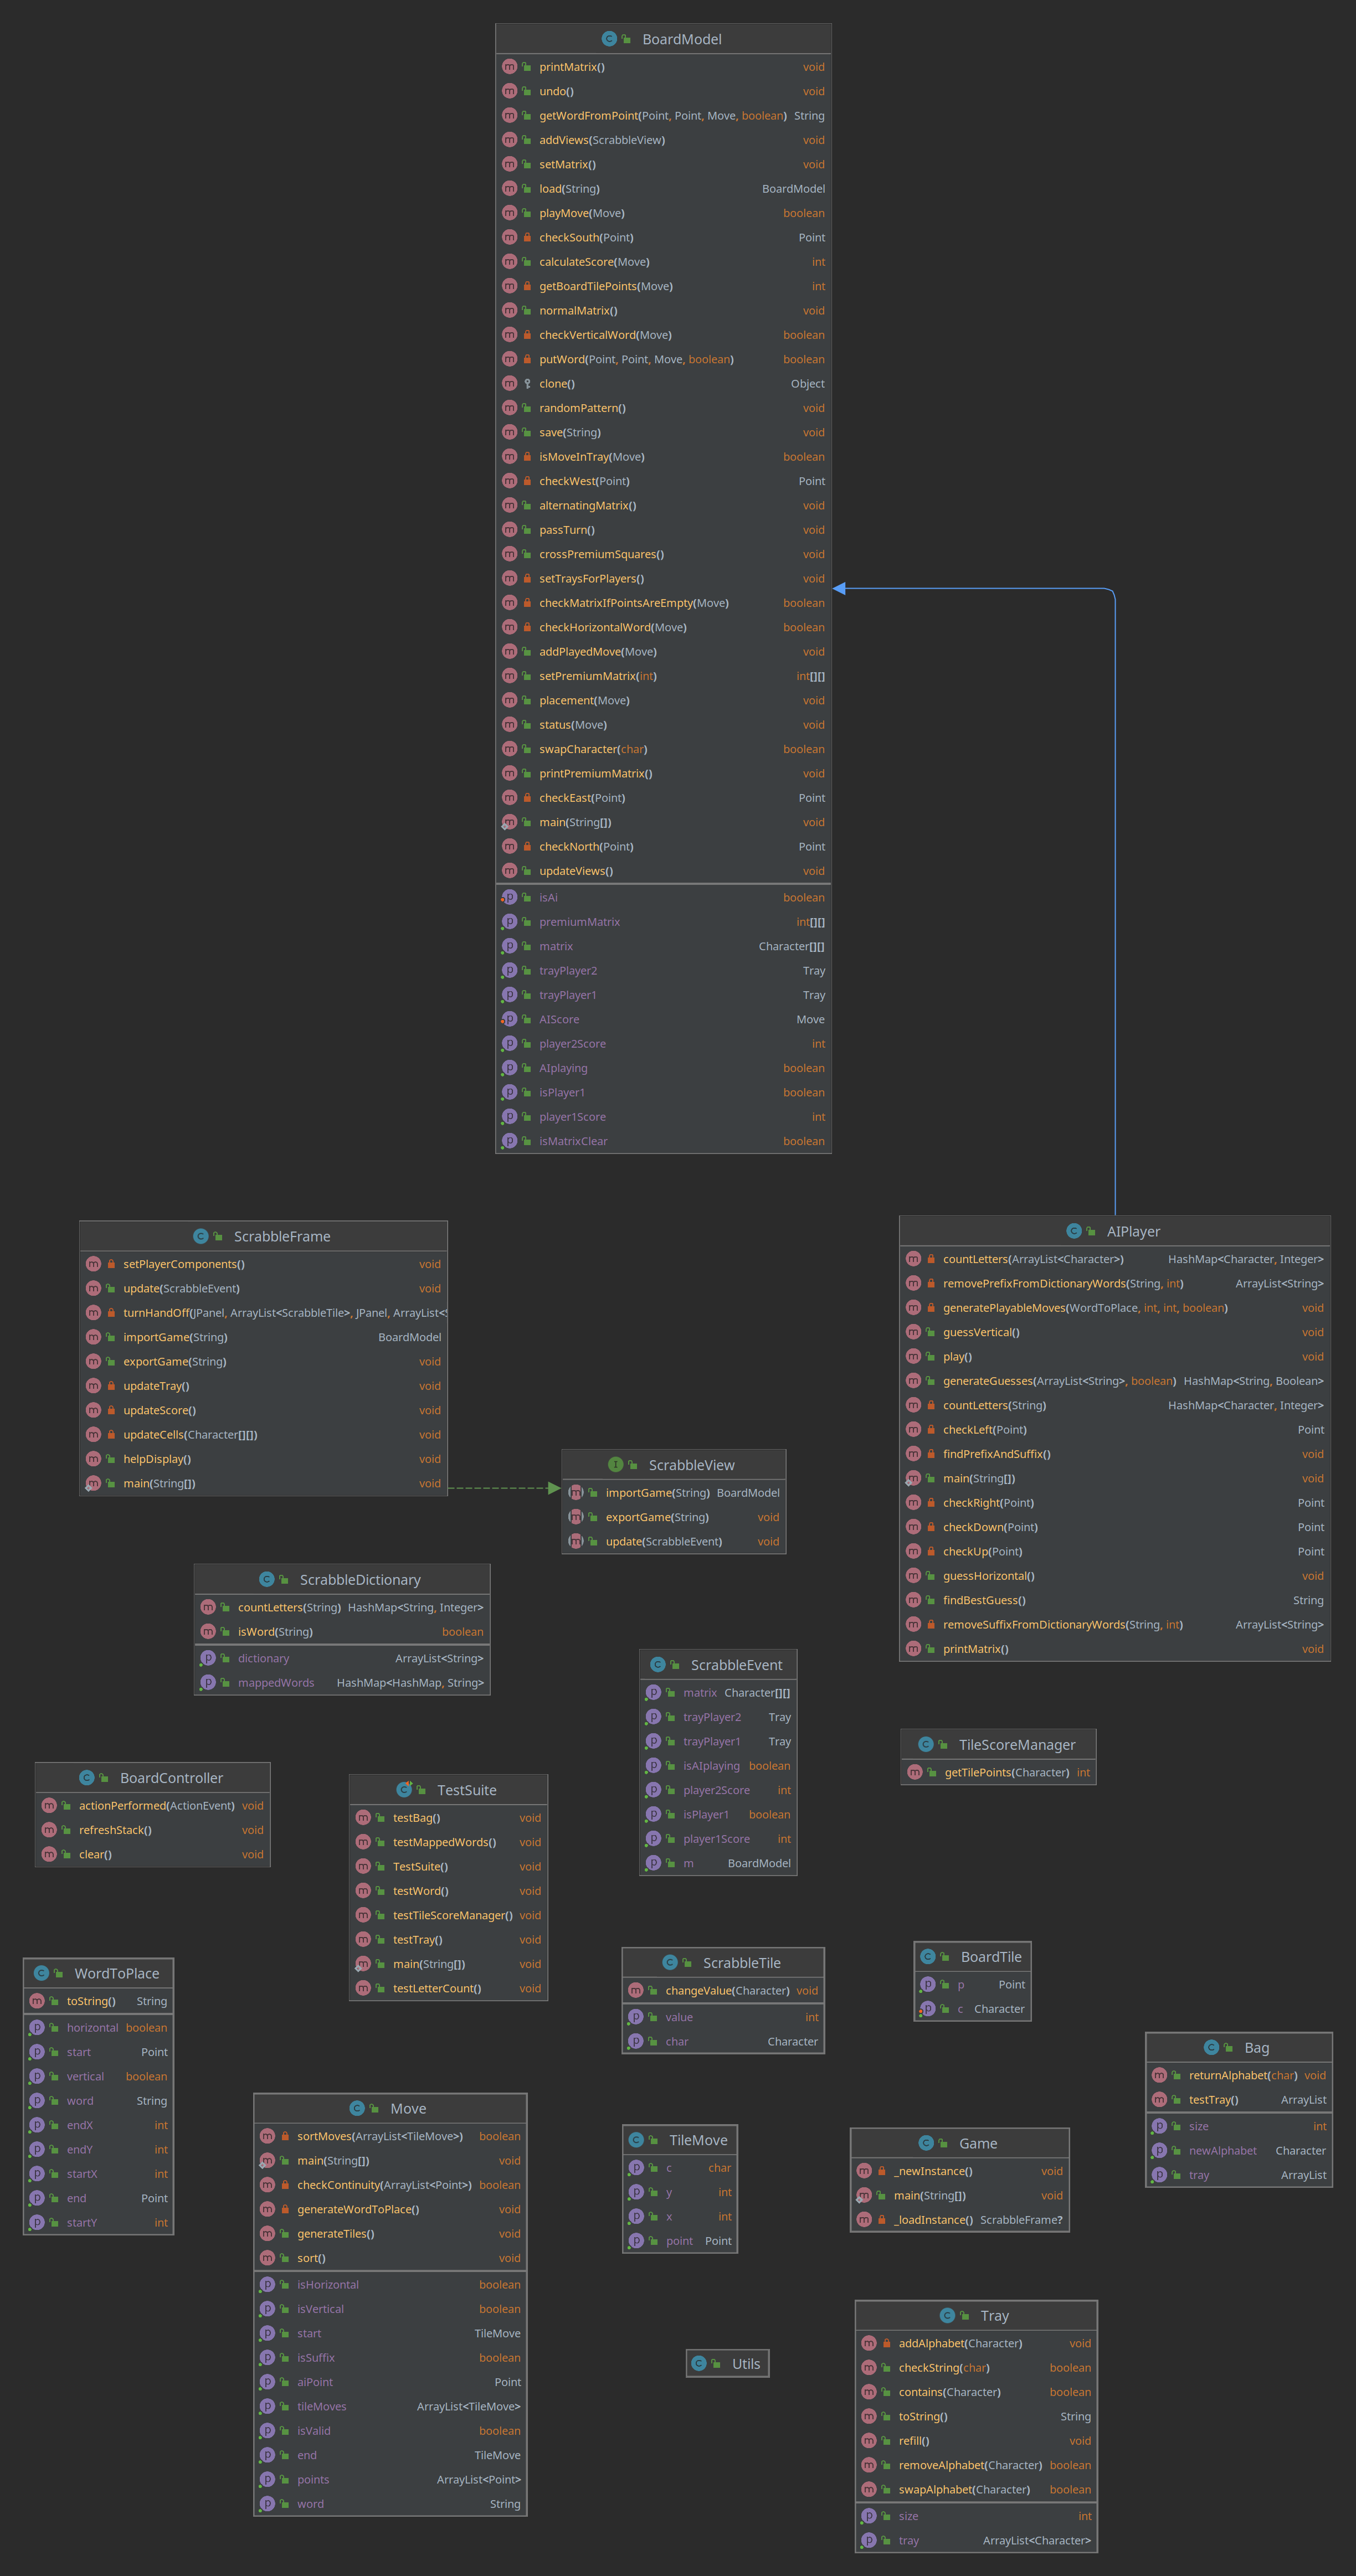 BoardModel
printMatrix() void
undo() void
getWordFromPoint(Point, Point, Move, boolean) String
addViews(ScrabbleView) void
setMatrix() void
load(String) BoardModel
playMove(Move) boolean
checkSouth(Point) Point
calculateScore(Move) int
getBoardTilePoints(Move) int
normalMatrix() void
checkVerticalWord(Move) boolean
putWord(Point, Point, Move, boolean) boolean
clone() Object
randomPattern() void
save(String) void
isMoveInTray(Move) boolean
checkWest(Point) Point
alternatingMatrix() void
passTurn() void
crossPremiumSquares() void
setTraysForPlayers() void
checkMatrixIfPointsAreEmpty(Move) boolean
checkHorizontalWord(Move) boolean
addPlayedMove(Move) void
setPremiumMatrix(int) int[][]
placement(Move) void
status(Move) void
swapCharacter(char) boolean
printPremiumMatrix() void
checkEast(Point) Point
main(String[]) void
checkNorth(Point) Point
updateViews() void
isAi boolean
premiumMatrix int[][]
matrix Character[][]
trayPlayer2 Tray
trayPlayer1 Tray
AIScore Move
player2Score int
AIplaying boolean
isPlayer1 boolean
player1Score int
isMatrixClear boolean
ScrabbleFrame
setPlayerComponents() void
update(ScrabbleEvent) void
turnHandOff(JPanel, ArrayList<ScrabbleTile>, JPanel, ArrayList<S
importGame(String) BoardModel
exportGame(String) void
updateTray() void
updateScore() void
updateCells(Character[][]) void
helpDisplay() void
main(String[]) void
AIPlayer
countLetters(ArrayList<Character>) HashMap<Character, Integer>
removePrefixFromDictionaryWords(String, int) ArrayList<String>
generatePlayableMoves(WordToPlace, int, int, boolean) void
guessVertical() void
play() void
generateGuesses(ArrayList<String>, boolean) HashMap<String, Boolean>
countLetters(String) HashMap<Character, Integer>
checkLeft(Point) Point
findPrefixAndSuffix() void
main(String[]) void
checkRight(Point) Point
checkDown(Point) Point
checkUp(Point) Point
guessHorizontal() void
findBestGuess() String
removeSuffixFromDictionaryWords(String, int) ArrayList<String>
printMatrix() void
ScrabbleView
importGame(String) BoardModel
exportGame(String) void
update(ScrabbleEvent) void
ScrabbleDictionary
countLetters(String) HashMap<String, Integer>
isWord(String) boolean
dictionary ArrayList<String>
mappedWords HashMap<HashMap, String>
ScrabbleEvent
matrix Character[][]
trayPlayer2 Tray
trayPlayer1 Tray
isAIplaying boolean
player2Score int
isPlayer1 boolean
player1Score int
m BoardModel
TileScoreManager
getTilePoints(Character) int
BoardController
actionPerformed(ActionEvent) void
refreshStack() void
clear() void
TestSuite
testBag() void
testMappedWords() void
TestSuite() void
testWord() void
testTileScoreManager() void
testTray() void
main(String[]) void
testLetterCount() void
WordToPlace
toString() String
horizontal boolean
start Point
vertical boolean
word String
endX int
endY int
startX int
end Point
startY int
ScrabbleTile
changeValue(Character) void
value int
char Character
BoardTile
p Point
c Character
Bag
returnAlphabet(char) void
testTray() ArrayList
size int
newAlphabet Character
tray ArrayList
Move
sortMoves(ArrayList<TileMove>) boolean
main(String[]) void
checkContinuity(ArrayList<Point>) boolean
generateWordToPlace() void
generateTiles() void
sort() void
isHorizontal boolean
isVertical boolean
start TileMove
isSuffix boolean
aiPoint Point
tileMoves ArrayList<TileMove>
isValid boolean
end TileMove
points ArrayList<Point>
word String
TileMove
c char
y int
x int
point Point
Game
_newInstance() void
main(String[]) void
_loadInstance() ScrabbleFrame?
Utils
Tray
addAlphabet(Character) void
checkString(char) boolean
contains(Character) boolean
toString() String
refill() void
removeAlphabet(Character) boolean
swapAlphabet(Character) boolean
size int
tray ArrayList<Character>